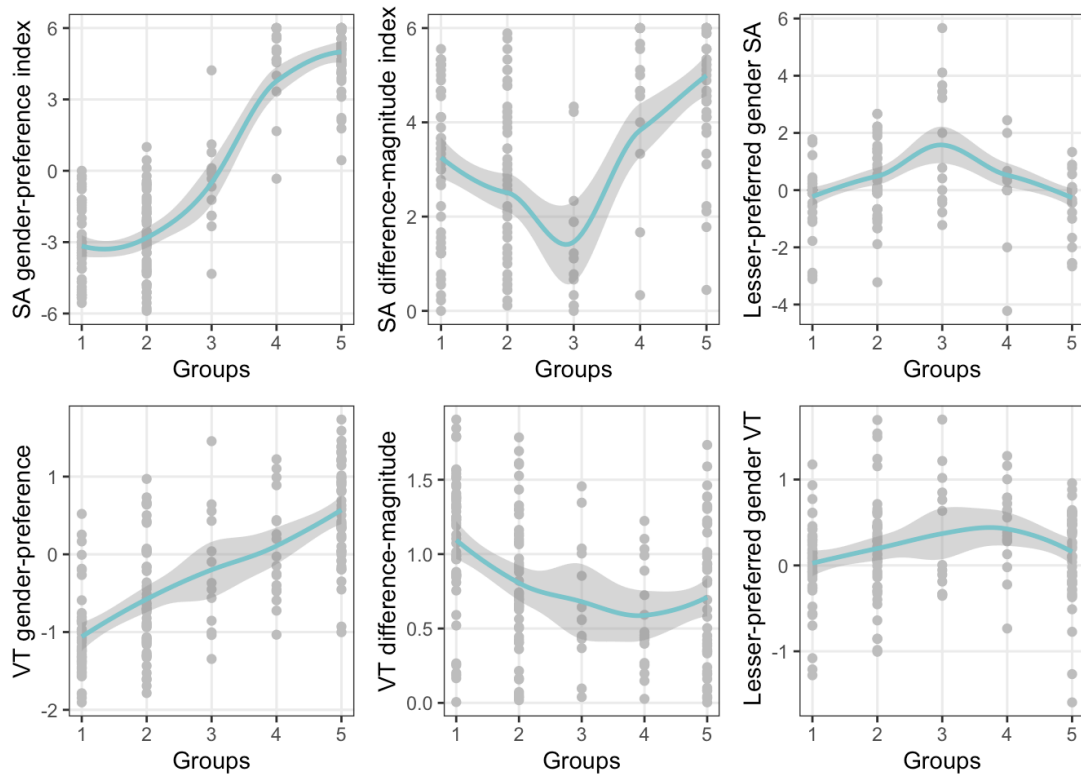 SA gender-preference index
6
3
0
-3
-6
1 2 3 4 5
Groups
SA difference-magnitude index
6
4
2
0
1 2 3 4 5
Groups
Lesser-preferred gender SA
6
4
2
0
-2
-4
1 2 3 4 5
Groups
VT gender-preference
1
0
-1
-2
1 2 3 4 5
Groups
VT difference-magnitude
1.5
1.0
0.5
0.0
1 2 3 4 5
Groups
Lesser-preferred gender VT
1
0
-1
1 2 3 4 5
Groups